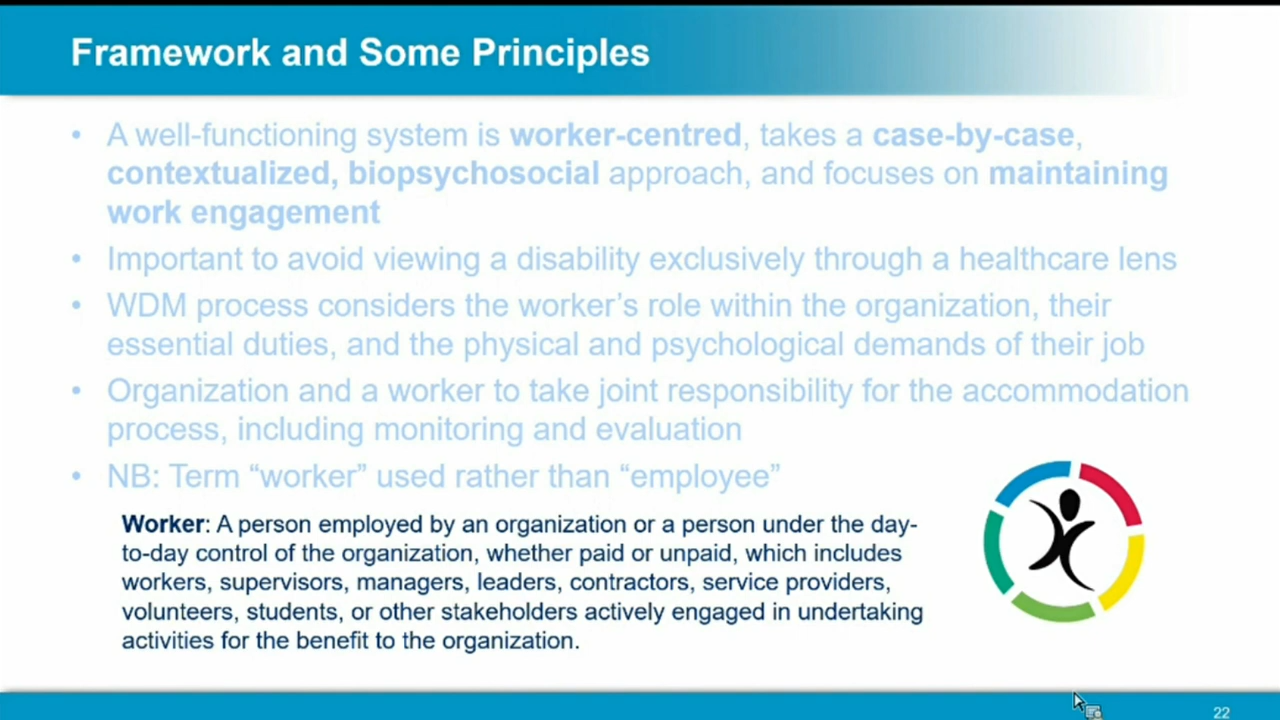 Framework and Some Principles
• A well-functioning system is worker-centred, takes a case-by-case,
contextualized, biopsychosocial approach, and focuses on maintaining
work engagement
• Important to avoid viewing a disability exclusively through a healthcare lens
• WDM process considers the worker’s role within the organization, their
essential duties, and the physical and psychological demands of their job
• Organization and a worker to take joint responsibility for the accommodation
process, including monitoring and evaluation
• NB: Term “worker” used rather than “employee”
Worker: A person employed by an organization or a person under the day-
to-day control of the organization, whether paid or unpaid, which includes
workers, supervisors, managers, leaders, contractors, service providers,
volunteers, students, or other stakeholders actively engaged in undertaking
activities for the benefit to the organization.
22